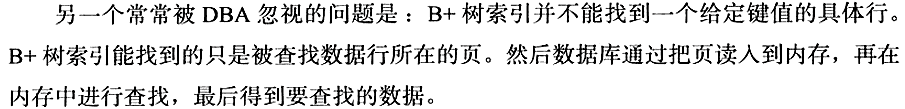 另一个常常被 DBA 忽视的问题是：B+ 树索引并不能找到一个给定键值的具体行。
B+ 树索引能找到的只是被查找数据行所在的页。然后数据库通过把页读入到内存，再在
内存中进行查找，最后得到要查找的数据。